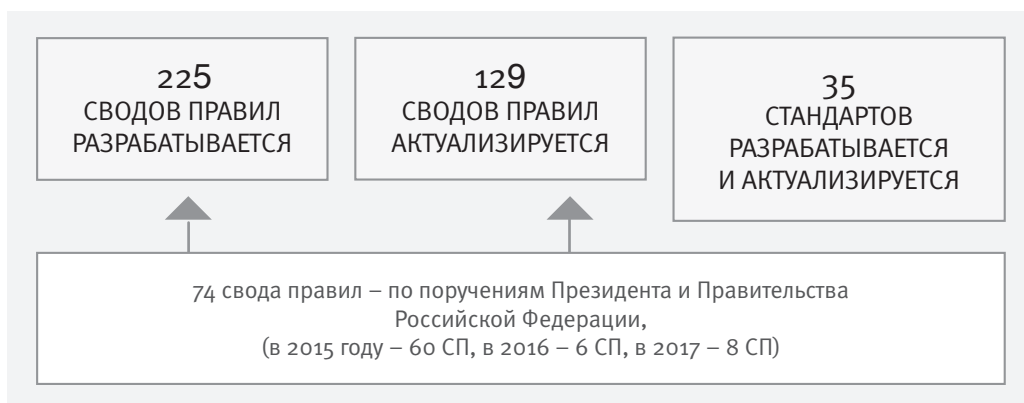 225
СВОДОВ ПРАВИЛ
РАЗРАБАТЫВАЕТСЯ
129
СВОДОВ ПРАВИЛ
АКТУАЛИЗИРУЕТСЯ
35
СТАНДАРТОВ
РАЗРАБАТЫВАЕТСЯ
И АКТУАЛИЗИРУЕТСЯ
74 свода правил – по поручениям Президента и Правительства
Российской Федерации,
(в 2015 году – 60 СП, в 2016 – 6 СП, в 2017 – 8 СП)